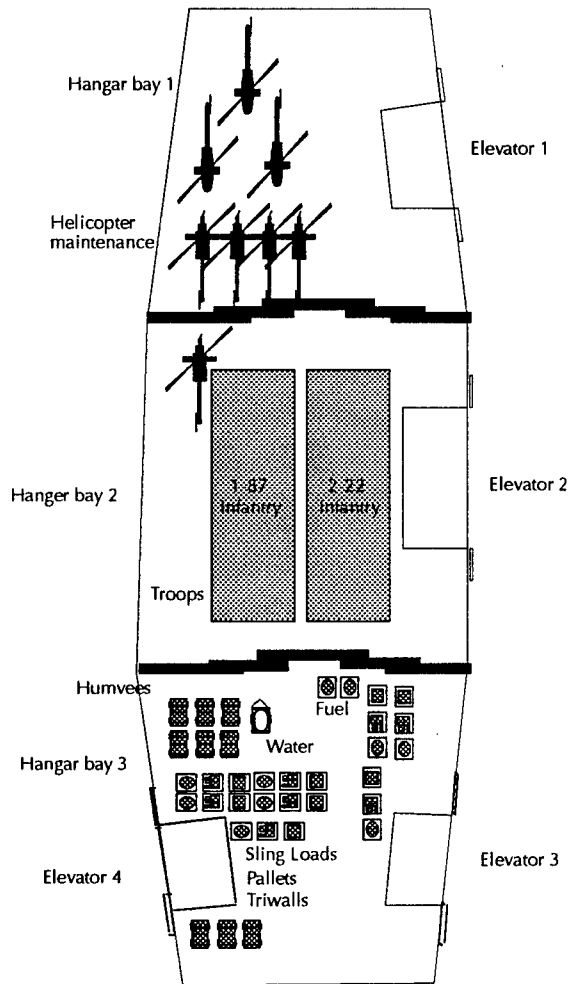 Hangar bay 1
Elevator 1
Helicopter
maintenance
1-87
Infantry
2-22
Infantry
Hanger bay 2
Elevator 2
Troops
Humvees
Fuel
Water
Hangar bay 3
Sling Loads
Pallets
Triwalls
Elevator 4
Elevator 3